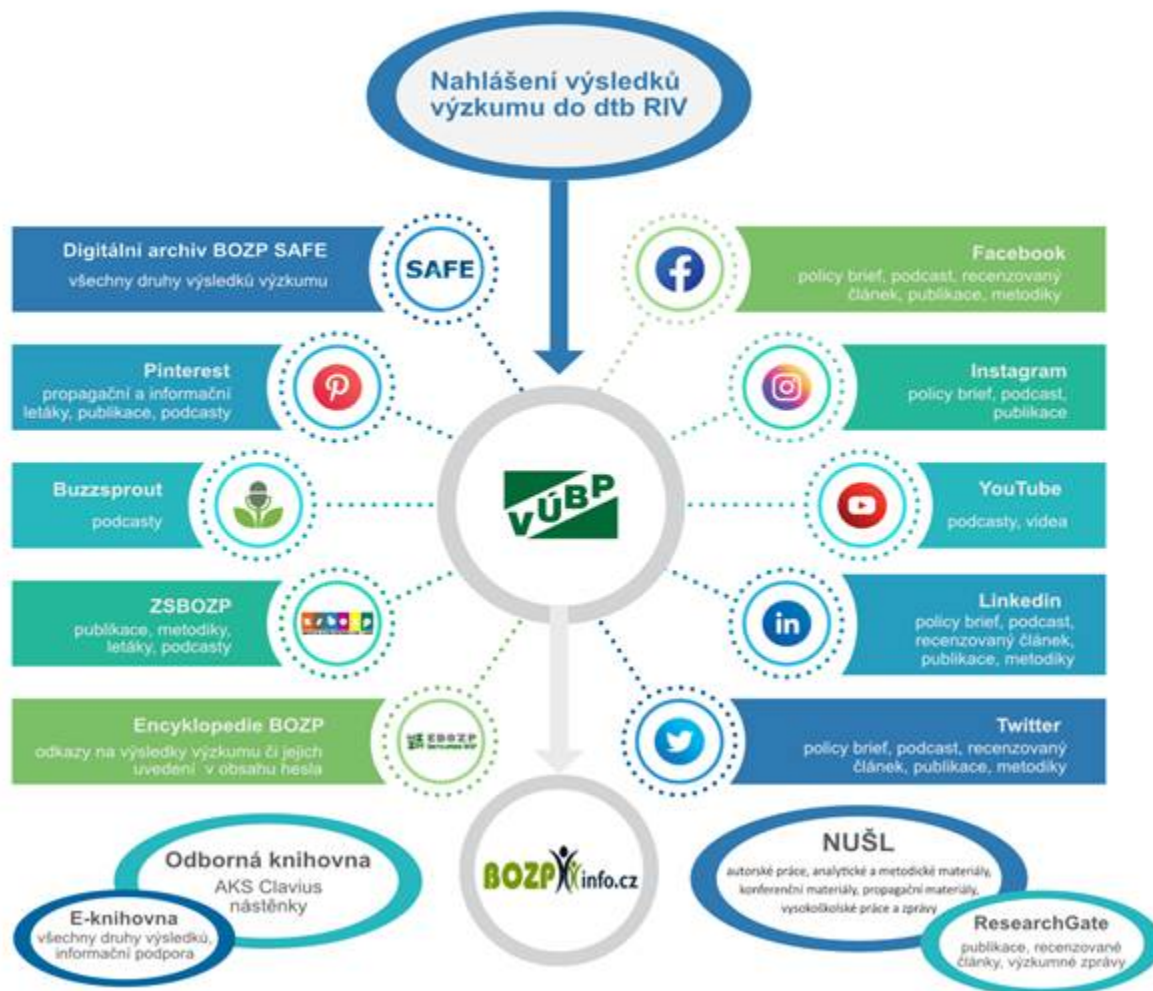 Nahlášení výsledků
výzkumu do dtb RIV
Digitální archiv BOZP SAFE
všechny druhy výsledků výzkumu
SAFE
Facebook
policy brief, podcast, recenzovaný
článek, publikace, metodiky
Pinterest
propagační a informační
letáky, publikace, podcasty
Instagram
policy brief, podcast,
publikace
Buzzsprout
podcasty
VÚBP
YouTube
podcasty, videa
ZSBOZP
publikace, metodiky,
letáky, podcasty
zsbozp
Linkedin
policy brief, podcast,
recenzovaný článek,
publikace, metodiky
in
Encyklopedie BOZP
odkazy na výsledky výzkumu či jejich
uvedení v obsahu hesla
EBOZP
Twitter
policy brief, podcast, recenzovaný
článek, publikace, metodiky
Odborná knihovna
AKS Clavius
nástěnky
E-knihovna
všechny druhy výsledků,
informační podpora
BOZPinfo.cz
NUŠL
autorské práce, analytické a metodické materiály,
konferenční materiály, propagační materiály,
vysokoškolské práce a zprávy
ResearchGate
publikace, recenzované
články, výzkumné zprávy